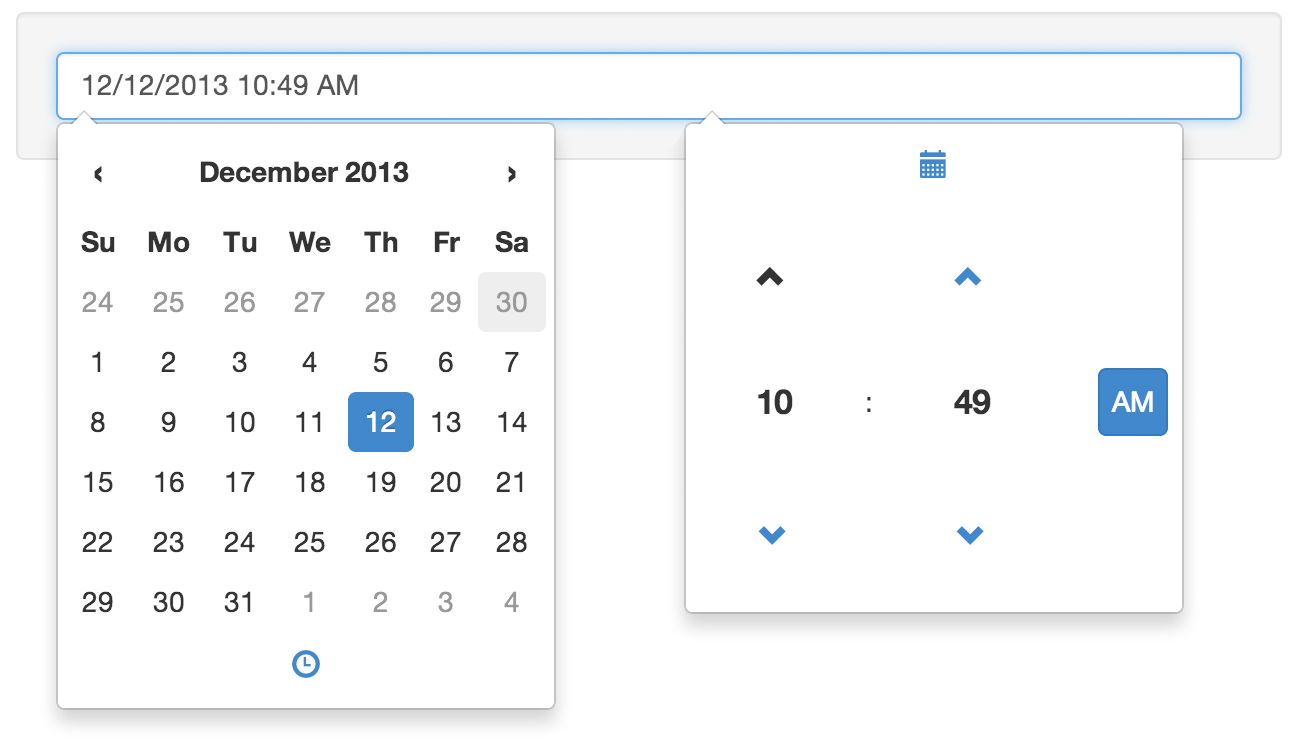 12/12/2013 10:49 AM
‹ December 2013 ›
Su Mo Tu We Th Fr Sa
24 25 26 27 28 29 30
1 2 3 4 5 6 7
8 9 10 11 12 13 14
15 16 17 18 19 20 21
22 23 24 25 26 27 28
29 30 31 1 2 3 4
10 : 49 AM